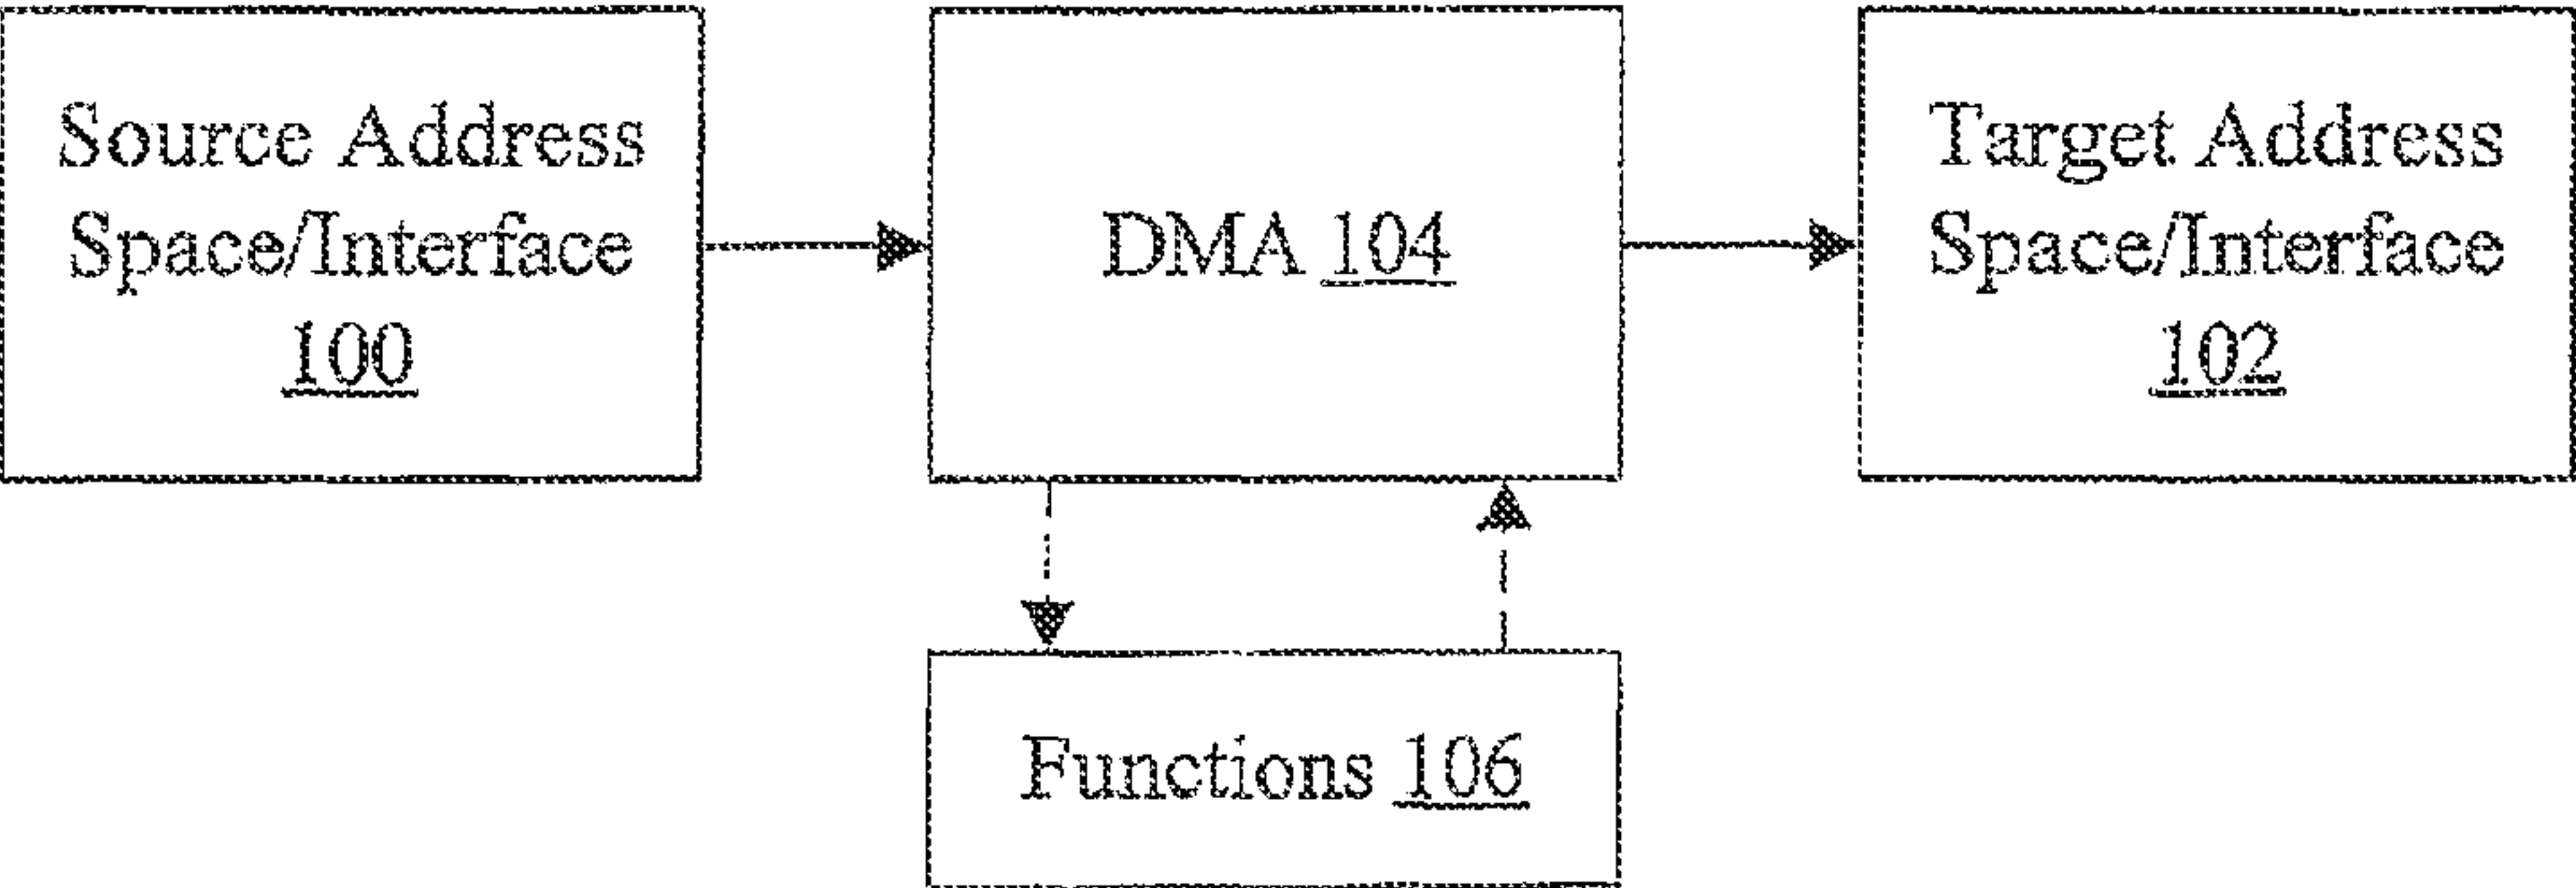 Source Address
Space/Interface
100
DMA 104
Target Address
Space/Interface
102
Functions 106